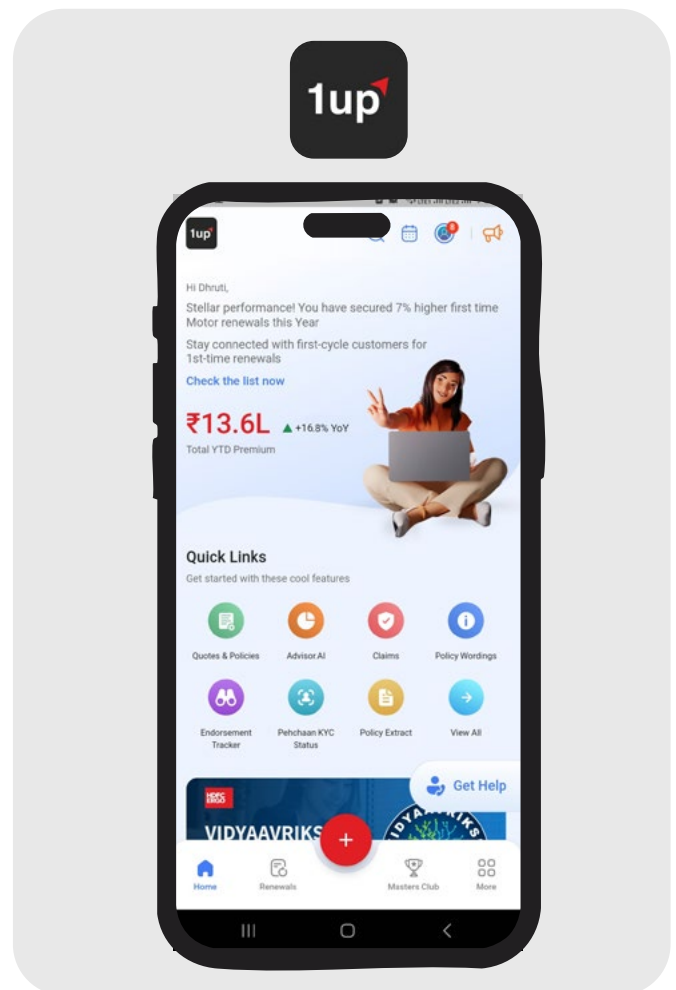 1up
1up
8
Hi Dhruti,
Stellar performance! You have secured 7% higher first time
Motor renewals this Year
Stay connected with first-cycle customers for
1st-time renewals
Check the list now
₹13.6L ▲ +16.8% YoY
Total YTD Premium
Quick Links
Get started with these cool features
Quotes & Policies Advisor.AI Claims Policy Wordings
Endorsement Pehchaan KYC Policy Extract View All
Tracker Status
Get Help
HDFC
ERGO
VIDYAAVRIKS
+
Home Renewals Masters Club More